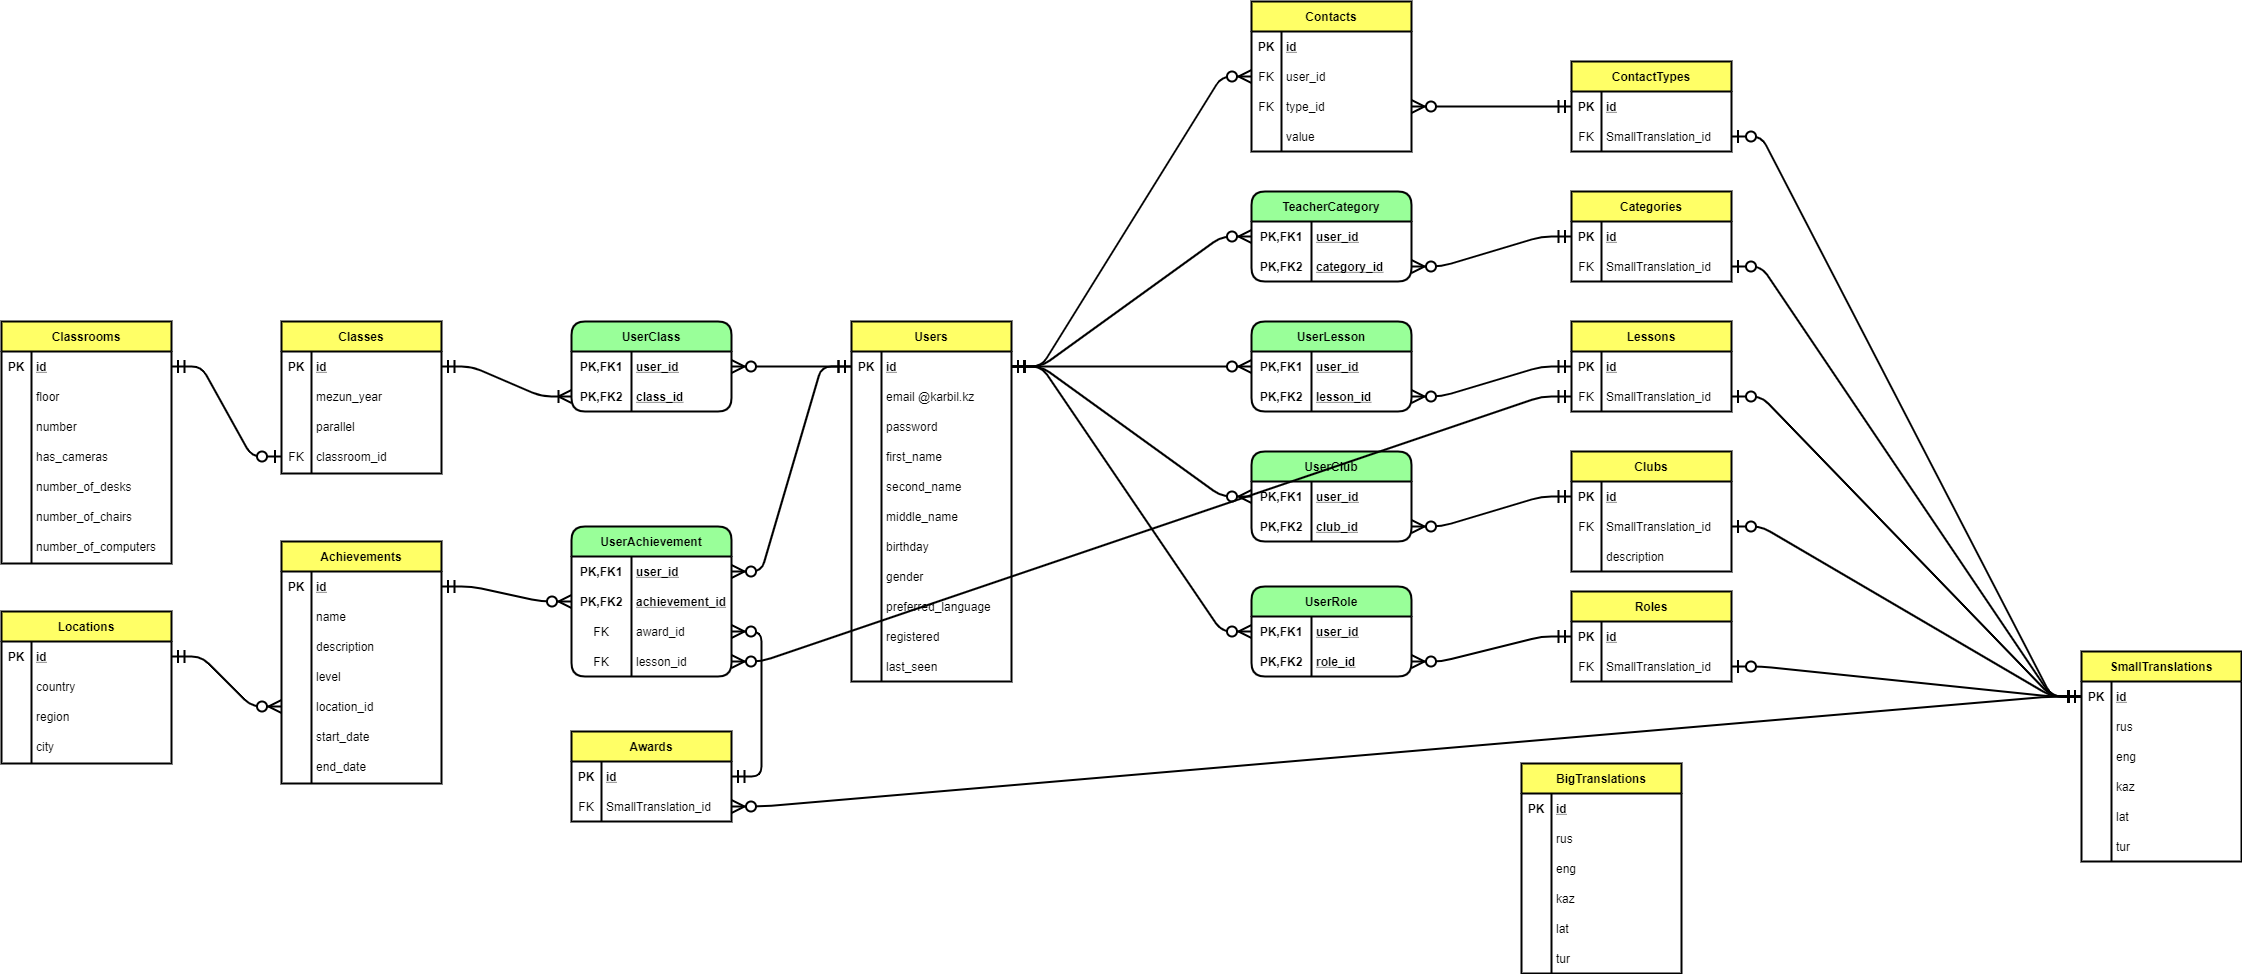 Contacts
PK id
FK user_id
FK type_id
value
ContactTypes
PK id
FK SmallTranslation_id
TeacherCategory
PK,FK1 user_id
PK,FK2 category_id
Categories
PK id
FK SmallTranslation_id
Classrooms
PK id
floor
number
has_cameras
number_of_desks
number_of_chairs
number_of_computers
Classes
PK id
mezun_year
parallel
FK classroom_id
UserClass
PK,FK1 user_id
PK,FK2 class_id
Users
PK id
email @karbil.kz
password
first_name
second_name
middle_name
birthday
gender
preferred_language
registered
last_seen
UserLesson
PK,FK1 user_id
PK,FK2 lesson_id
Lessons
PK id
FK SmallTranslation_id
UserClub
PK,FK1 user_id
PK,FK2 club_id
Clubs
PK id
FK SmallTranslation_id
description
Locations
PK id
country
region
city
Achievements
PK id
name
description
level
location_id
start_date
end_date
UserAchievement
PK,FK1 user_id
PK,FK2 achievement_id
FK award_id
FK lesson_id
UserRole
PK,FK1 user_id
PK,FK2 role_id
Roles
PK id
FK SmallTranslation_id
SmallTranslations
PK id
rus
eng
kaz
lat
tur
Awards
PK id
FK SmallTranslation_id
BigTranslations
PK id
rus
eng
kaz
lat
tur